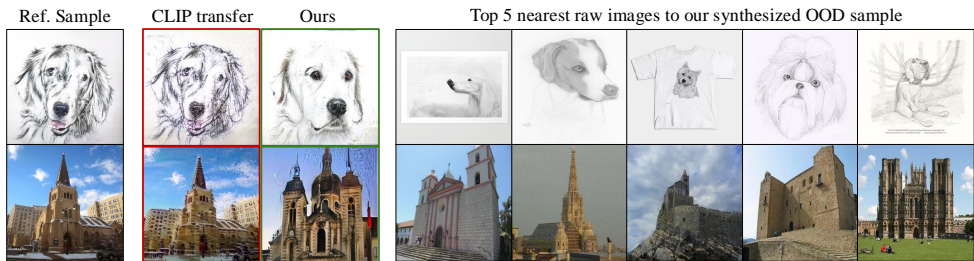 Ref. Sample
CLIP transfer
Ours
Top 5 nearest raw images to our synthesized OOD sample